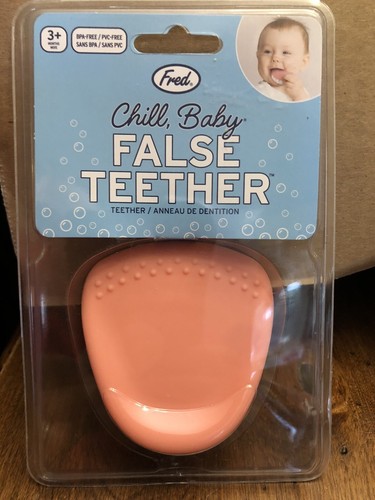 3+
MONTHS
MOIS
BPA-FREE / PVC-FREE
SANS BPA / SANS PVC
Fred®
Chill, Baby®
FALSE
TEETHER™
TEETHER / ANNEAU DE DENTITION